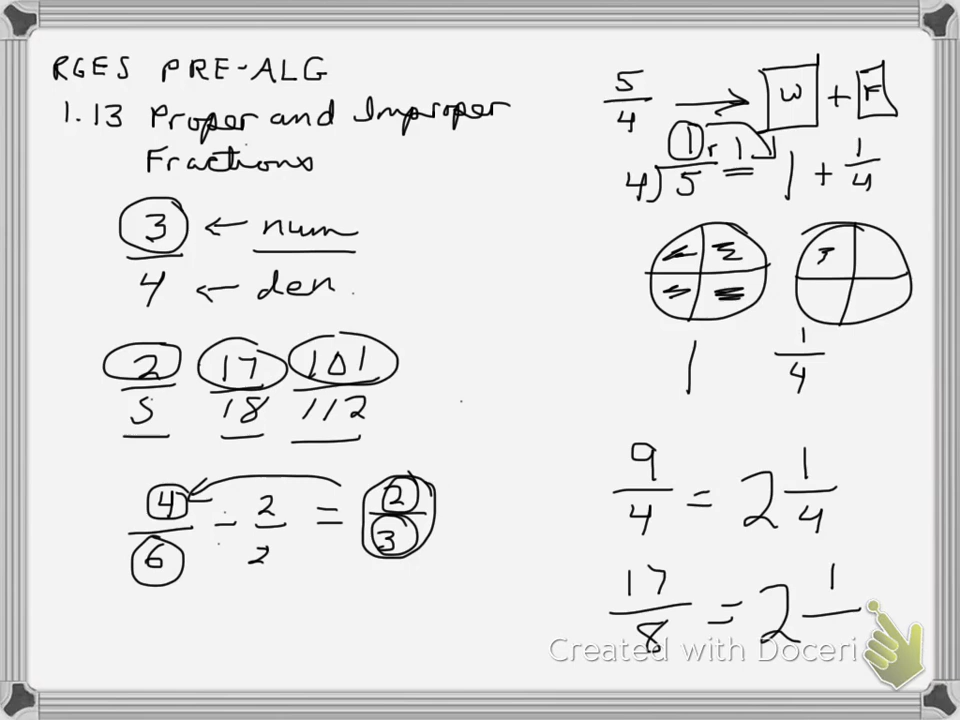 RGES PRE-ALG
1.13 Proper and Improper
Fractions
3 ← num
4 ← den
2/5 17/18 101/112
4/6 ÷ 2/2 = 2/3
5/4 → W + F
1 r 1
4)5 = 1 + 1/4
1 1/4
9/4 = 2 1/4
17/8 = 2 1/
Created with Doceri